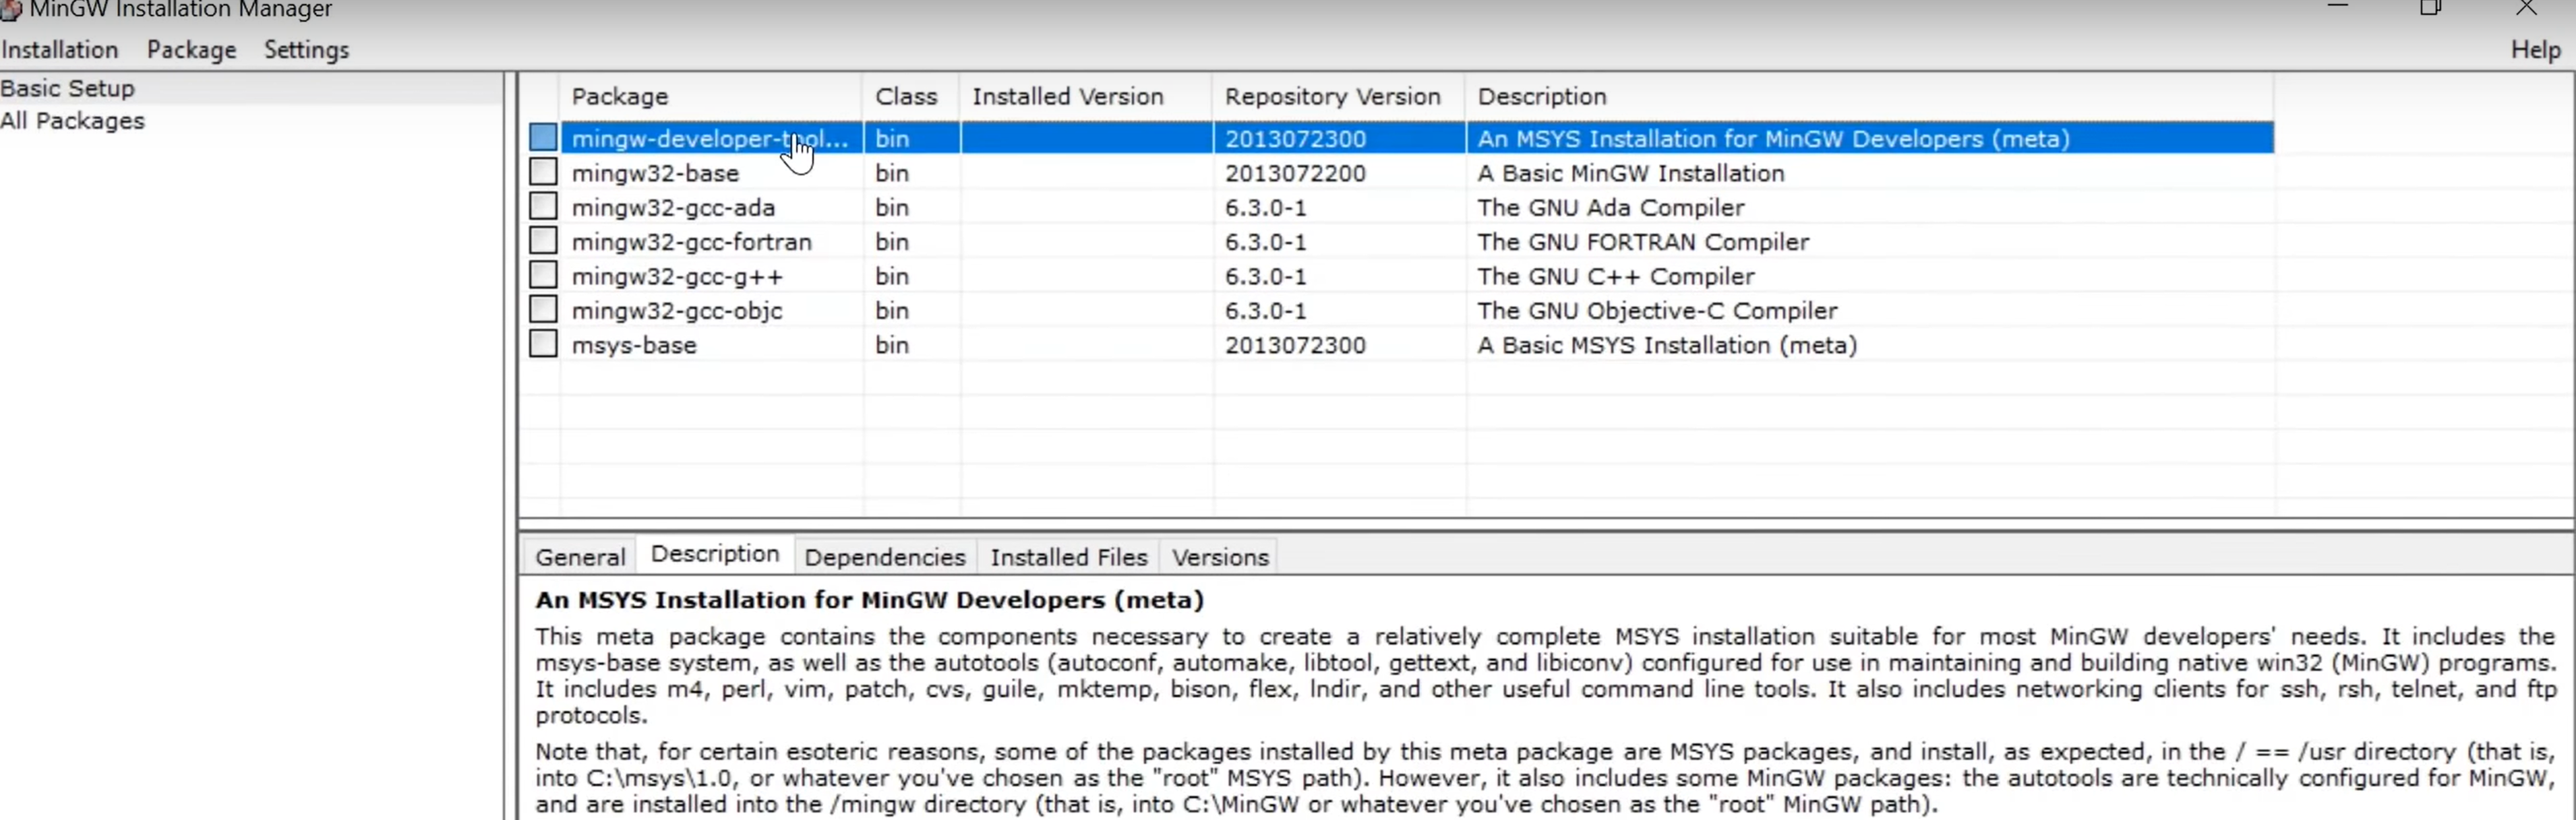 MinGW Installation Manager
Installation Package Settings Help
Basic Setup
All Packages
Package Class Installed Version Repository Version Description
mingw-developer-tool... bin 2013072300 An MSYS Installation for MinGW Developers (meta)
mingw32-base bin 2013072200 A Basic MinGW Installation
mingw32-gcc-ada bin 6.3.0-1 The GNU Ada Compiler
mingw32-gcc-fortran bin 6.3.0-1 The GNU FORTRAN Compiler
mingw32-gcc-g++ bin 6.3.0-1 The GNU C++ Compiler
mingw32-gcc-objc bin 6.3.0-1 The GNU Objective-C Compiler
msys-base bin 2013072300 A Basic MSYS Installation (meta)
General Description Dependencies Installed Files Versions
An MSYS Installation for MinGW Developers (meta)
This meta package contains the components necessary to create a relatively complete MSYS installation suitable for most MinGW developers' needs. It includes the
msys-base system, as well as the autotools (autoconf, automake, libtool, gettext, and libiconv) configured for use in maintaining and building native win32 (MinGW) programs.
It includes m4, perl, vim, patch, cvs, guile, mktemp, bison, flex, lndir, and other useful command line tools. It also includes networking clients for ssh, rsh, telnet, and ftp
protocols.
Note that, for certain esoteric reasons, some of the packages installed by this meta package are MSYS packages, and install, as expected, in the / == /usr directory (that is,
into C:\msys\1.0, or whatever you've chosen as the "root" MSYS path). However, it also includes some MinGW packages: the autotools are technically configured for MinGW,
and are installed into the /mingw directory (that is, into C:\MinGW or whatever you've chosen as the "root" MinGW path).